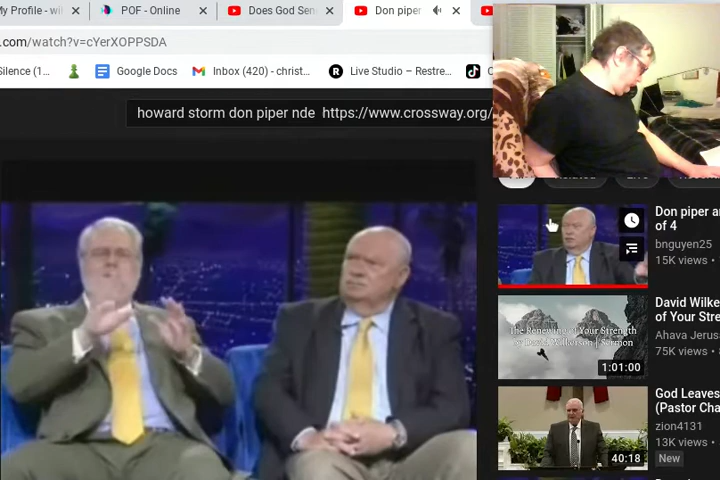 My Profile - wi
POF - Online
Does God Sen
Don piper
.com/watch?v=cYerXOPPSDA
Silence (1...
Google Docs
Inbox (420) - christ...
Live Studio – Restre...
howard storm don piper nde https://www.crossway.org/
Don piper an
of 4
bnguyen25
15K views •
The Renewing of Your Strength
by David Wilkerson | Sermon
1:01:00
David Wilke
of Your Stre
Ahava Jerus
75K views •
40:18
God Leaves
(Pastor Cha
zion4131
13K views •
New